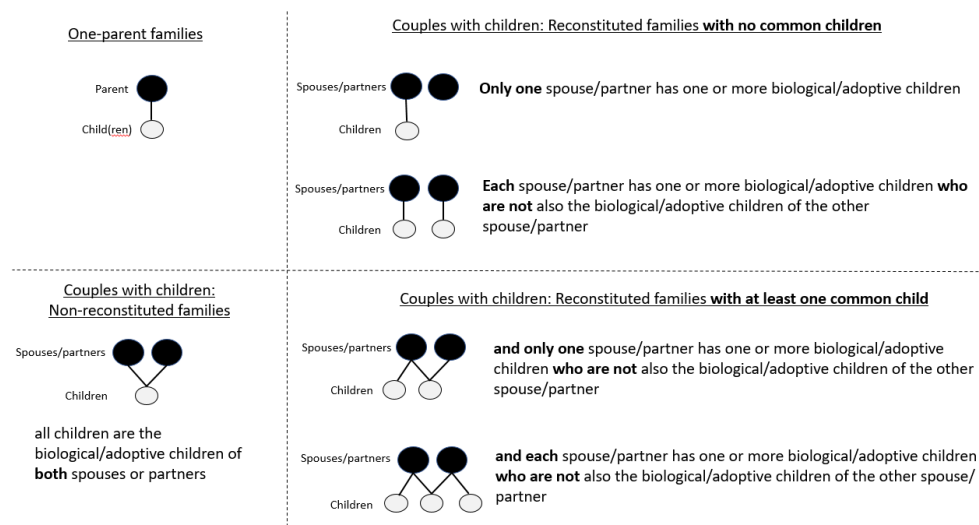 One-parent families
Parent
Child(ren)
Couples with children: Reconstituted families with no common children
Spouses/partners
Only one spouse/partner has one or more biological/adoptive children
Children
Spouses/partners
Each spouse/partner has one or more biological/adoptive children who
are not also the biological/adoptive children of the other
spouse/partner
Children
Couples with children:
Non-reconstituted families
Spouses/partners
Children
all children are the
biological/adoptive children of
both spouses or partners
Couples with children: Reconstituted families with at least one common child
Spouses/partners
and only one spouse/partner has one or more biological/adoptive
children who are not also the biological/adoptive children of the other
spouse/partner
Children
Spouses/partners
and each spouse/partner has one or more biological/adoptive children
who are not also the biological/adoptive children of the other spouse/
partner
Children